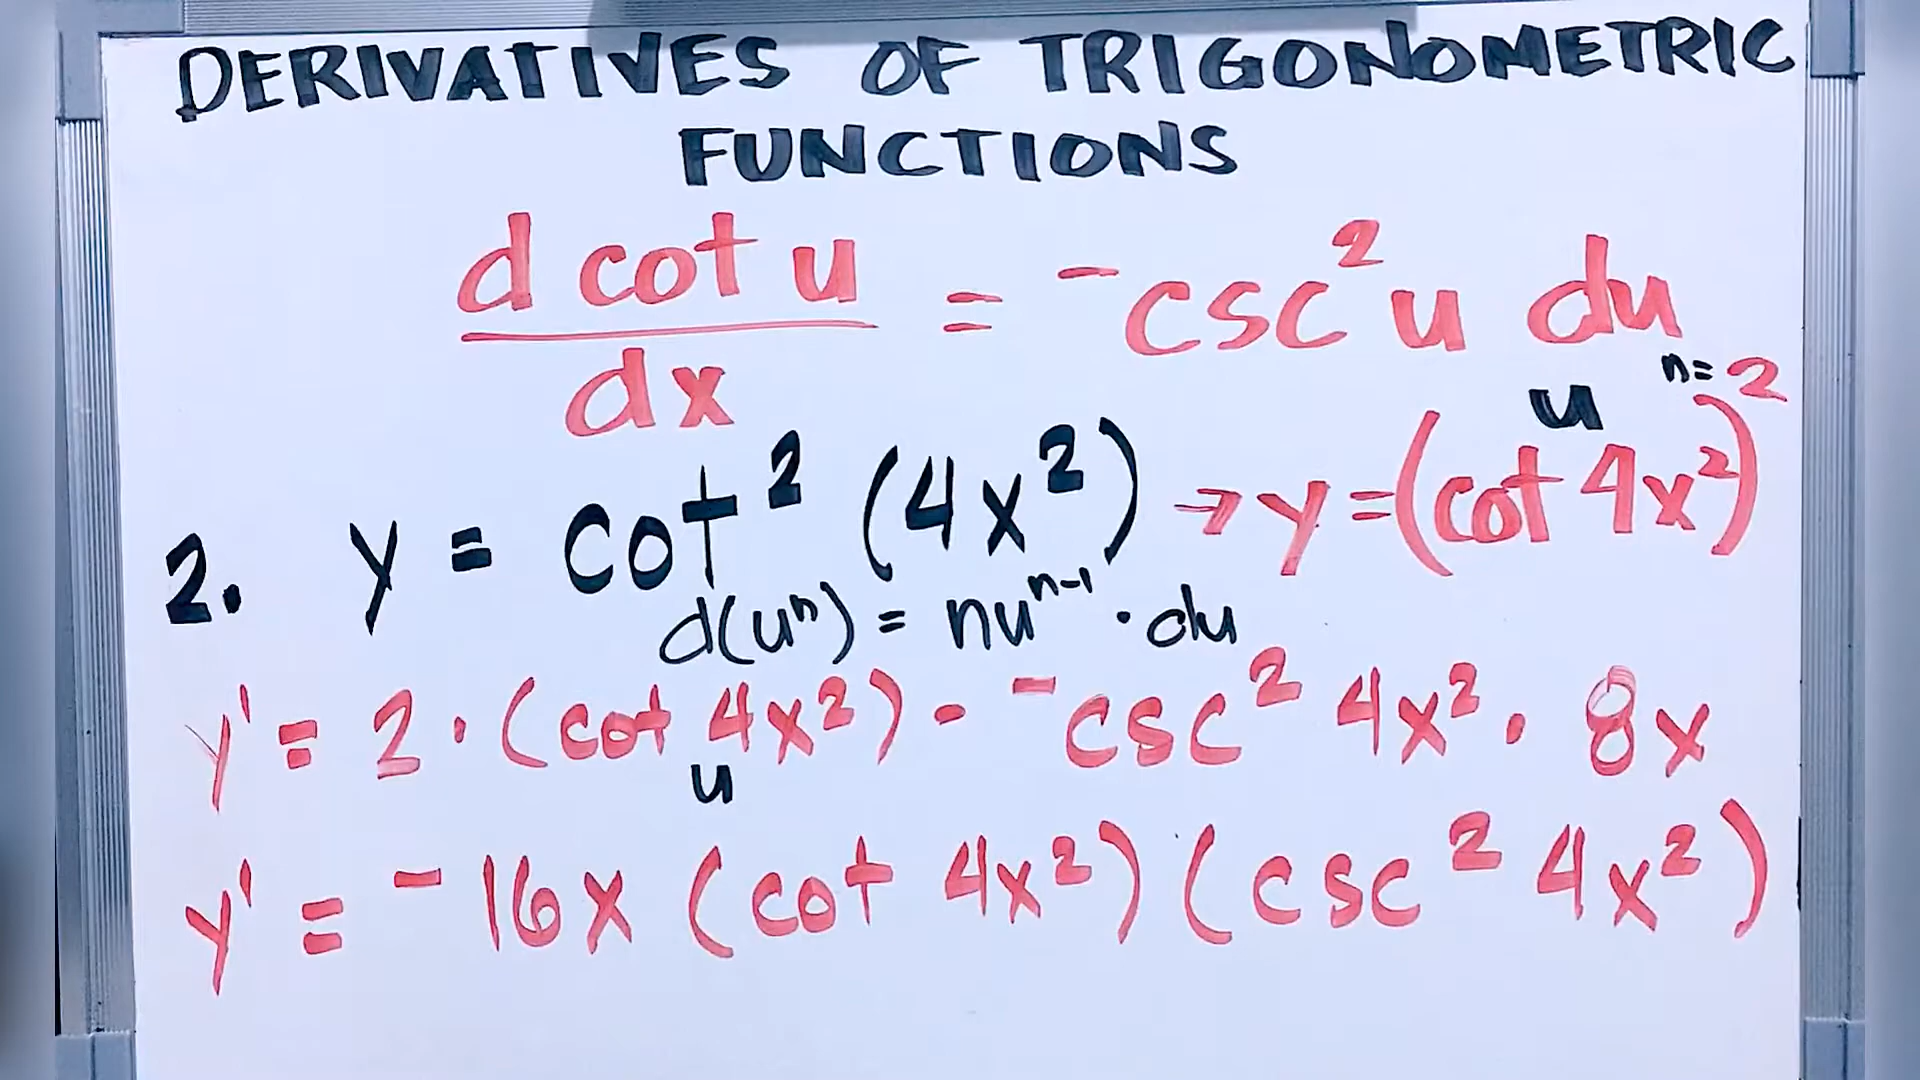 DERIVATIVES OF TRIGONOMETRIC
FUNCTIONS
d cot u / dx = ⁻csc² u du
2. y = cot² (4x²) → y = (cot 4x²)²
u n=2
d(uⁿ) = nuⁿ⁻¹ · du
y' = 2 · (cot 4x²) · ⁻csc² 4x² · 8x
u
y' = ⁻16x (cot 4x²) (csc² 4x²)